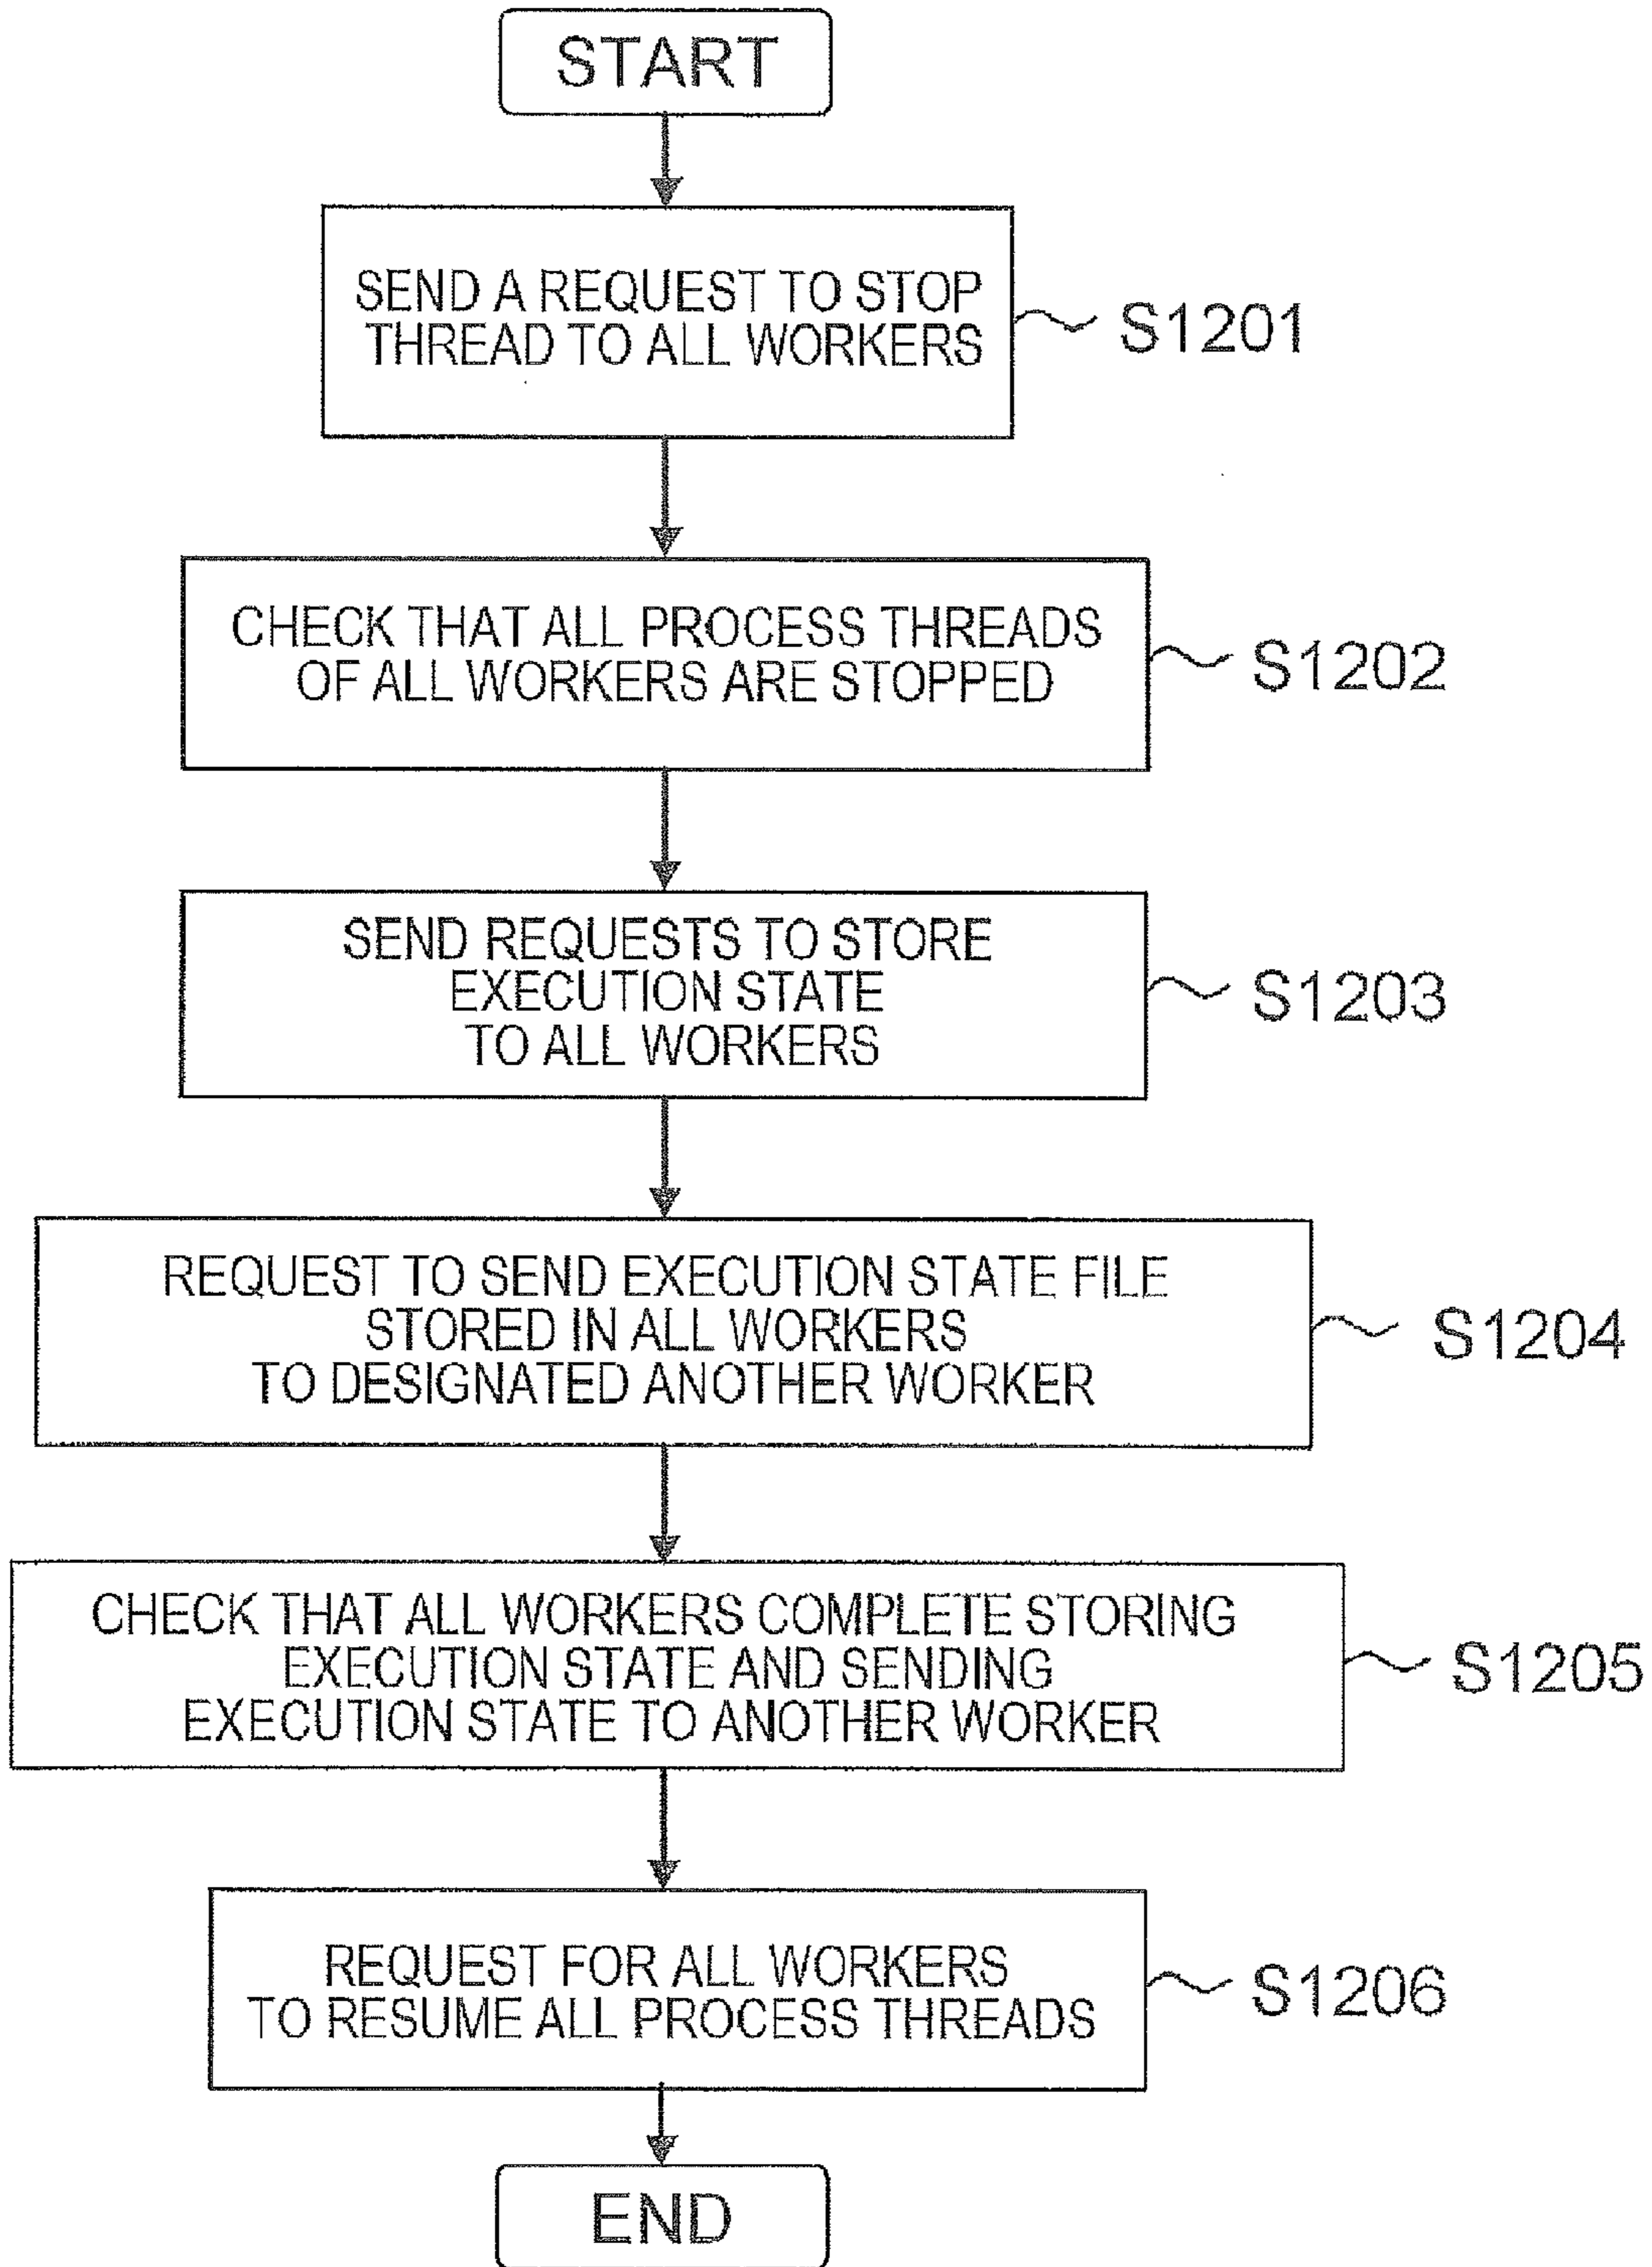 START
SEND A REQUEST TO STOP
THREAD TO ALL WORKERS
S1201
CHECK THAT ALL PROCESS THREADS
OF ALL WORKERS ARE STOPPED
S1202
SEND REQUESTS TO STORE
EXECUTION STATE
TO ALL WORKERS
S1203
REQUEST TO SEND EXECUTION STATE FILE
STORED IN ALL WORKERS
TO DESIGNATED ANOTHER WORKER
S1204
CHECK THAT ALL WORKERS COMPLETE STORING
EXECUTION STATE AND SENDING
EXECUTION STATE TO ANOTHER WORKER
S1205
REQUEST FOR ALL WORKERS
TO RESUME ALL PROCESS THREADS
S1206
END